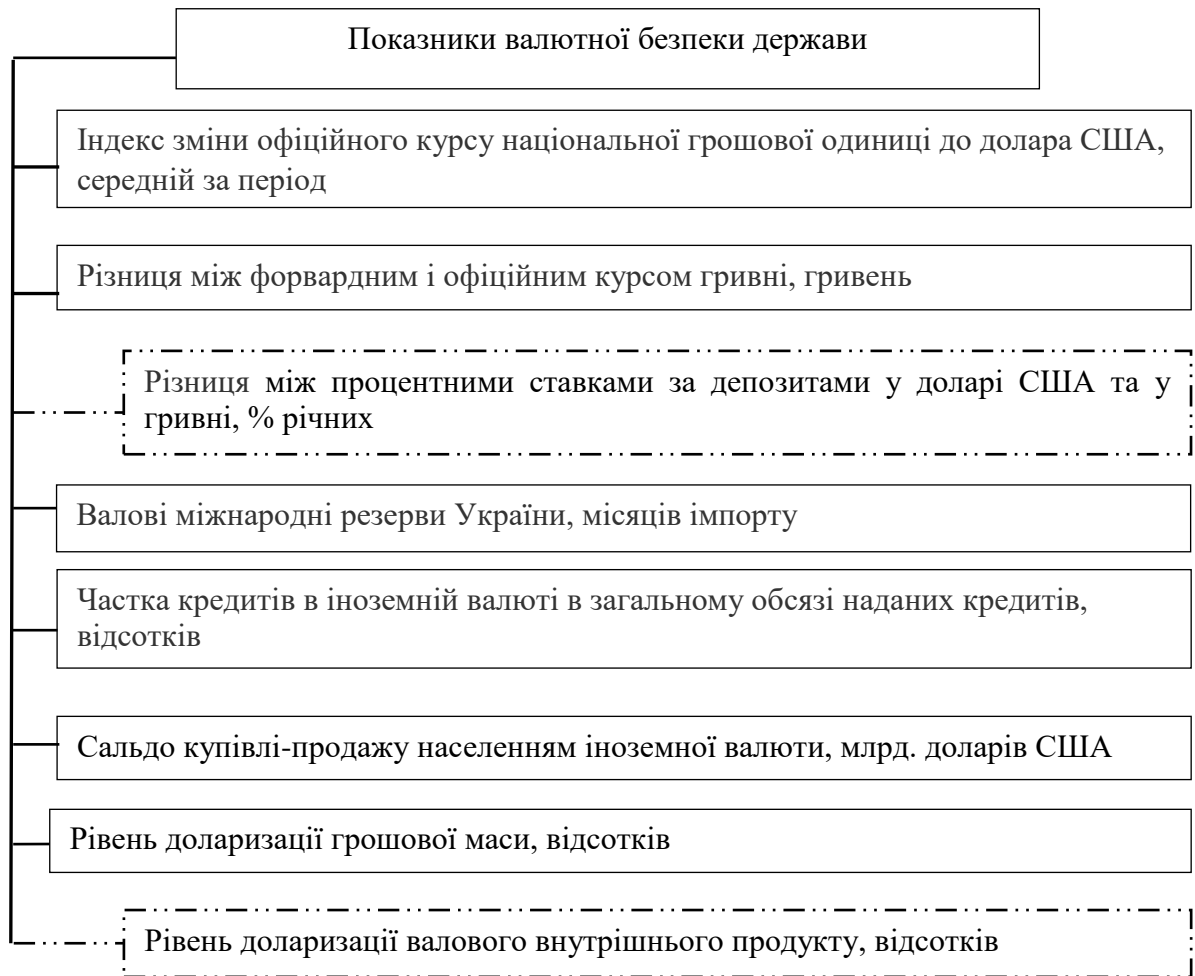 Показники валютної безпеки держави
Індекс зміни офіційного курсу національної грошової одиниці до долара США,
середній за період
Різниця між форвардним і офіційним курсом гривні, гривень
Різниця між процентними ставками за депозитами у доларі США та у
гривні, % річних
Валові міжнародні резерви України, місяців імпорту
Частка кредитів в іноземній валюті в загальному обсязі наданих кредитів,
відсотків
Сальдо купівлі-продажу населенням іноземної валюти, млрд. доларів США
Рівень доларизації грошової маси, відсотків
Рівень доларизації валового внутрішнього продукту, відсотків